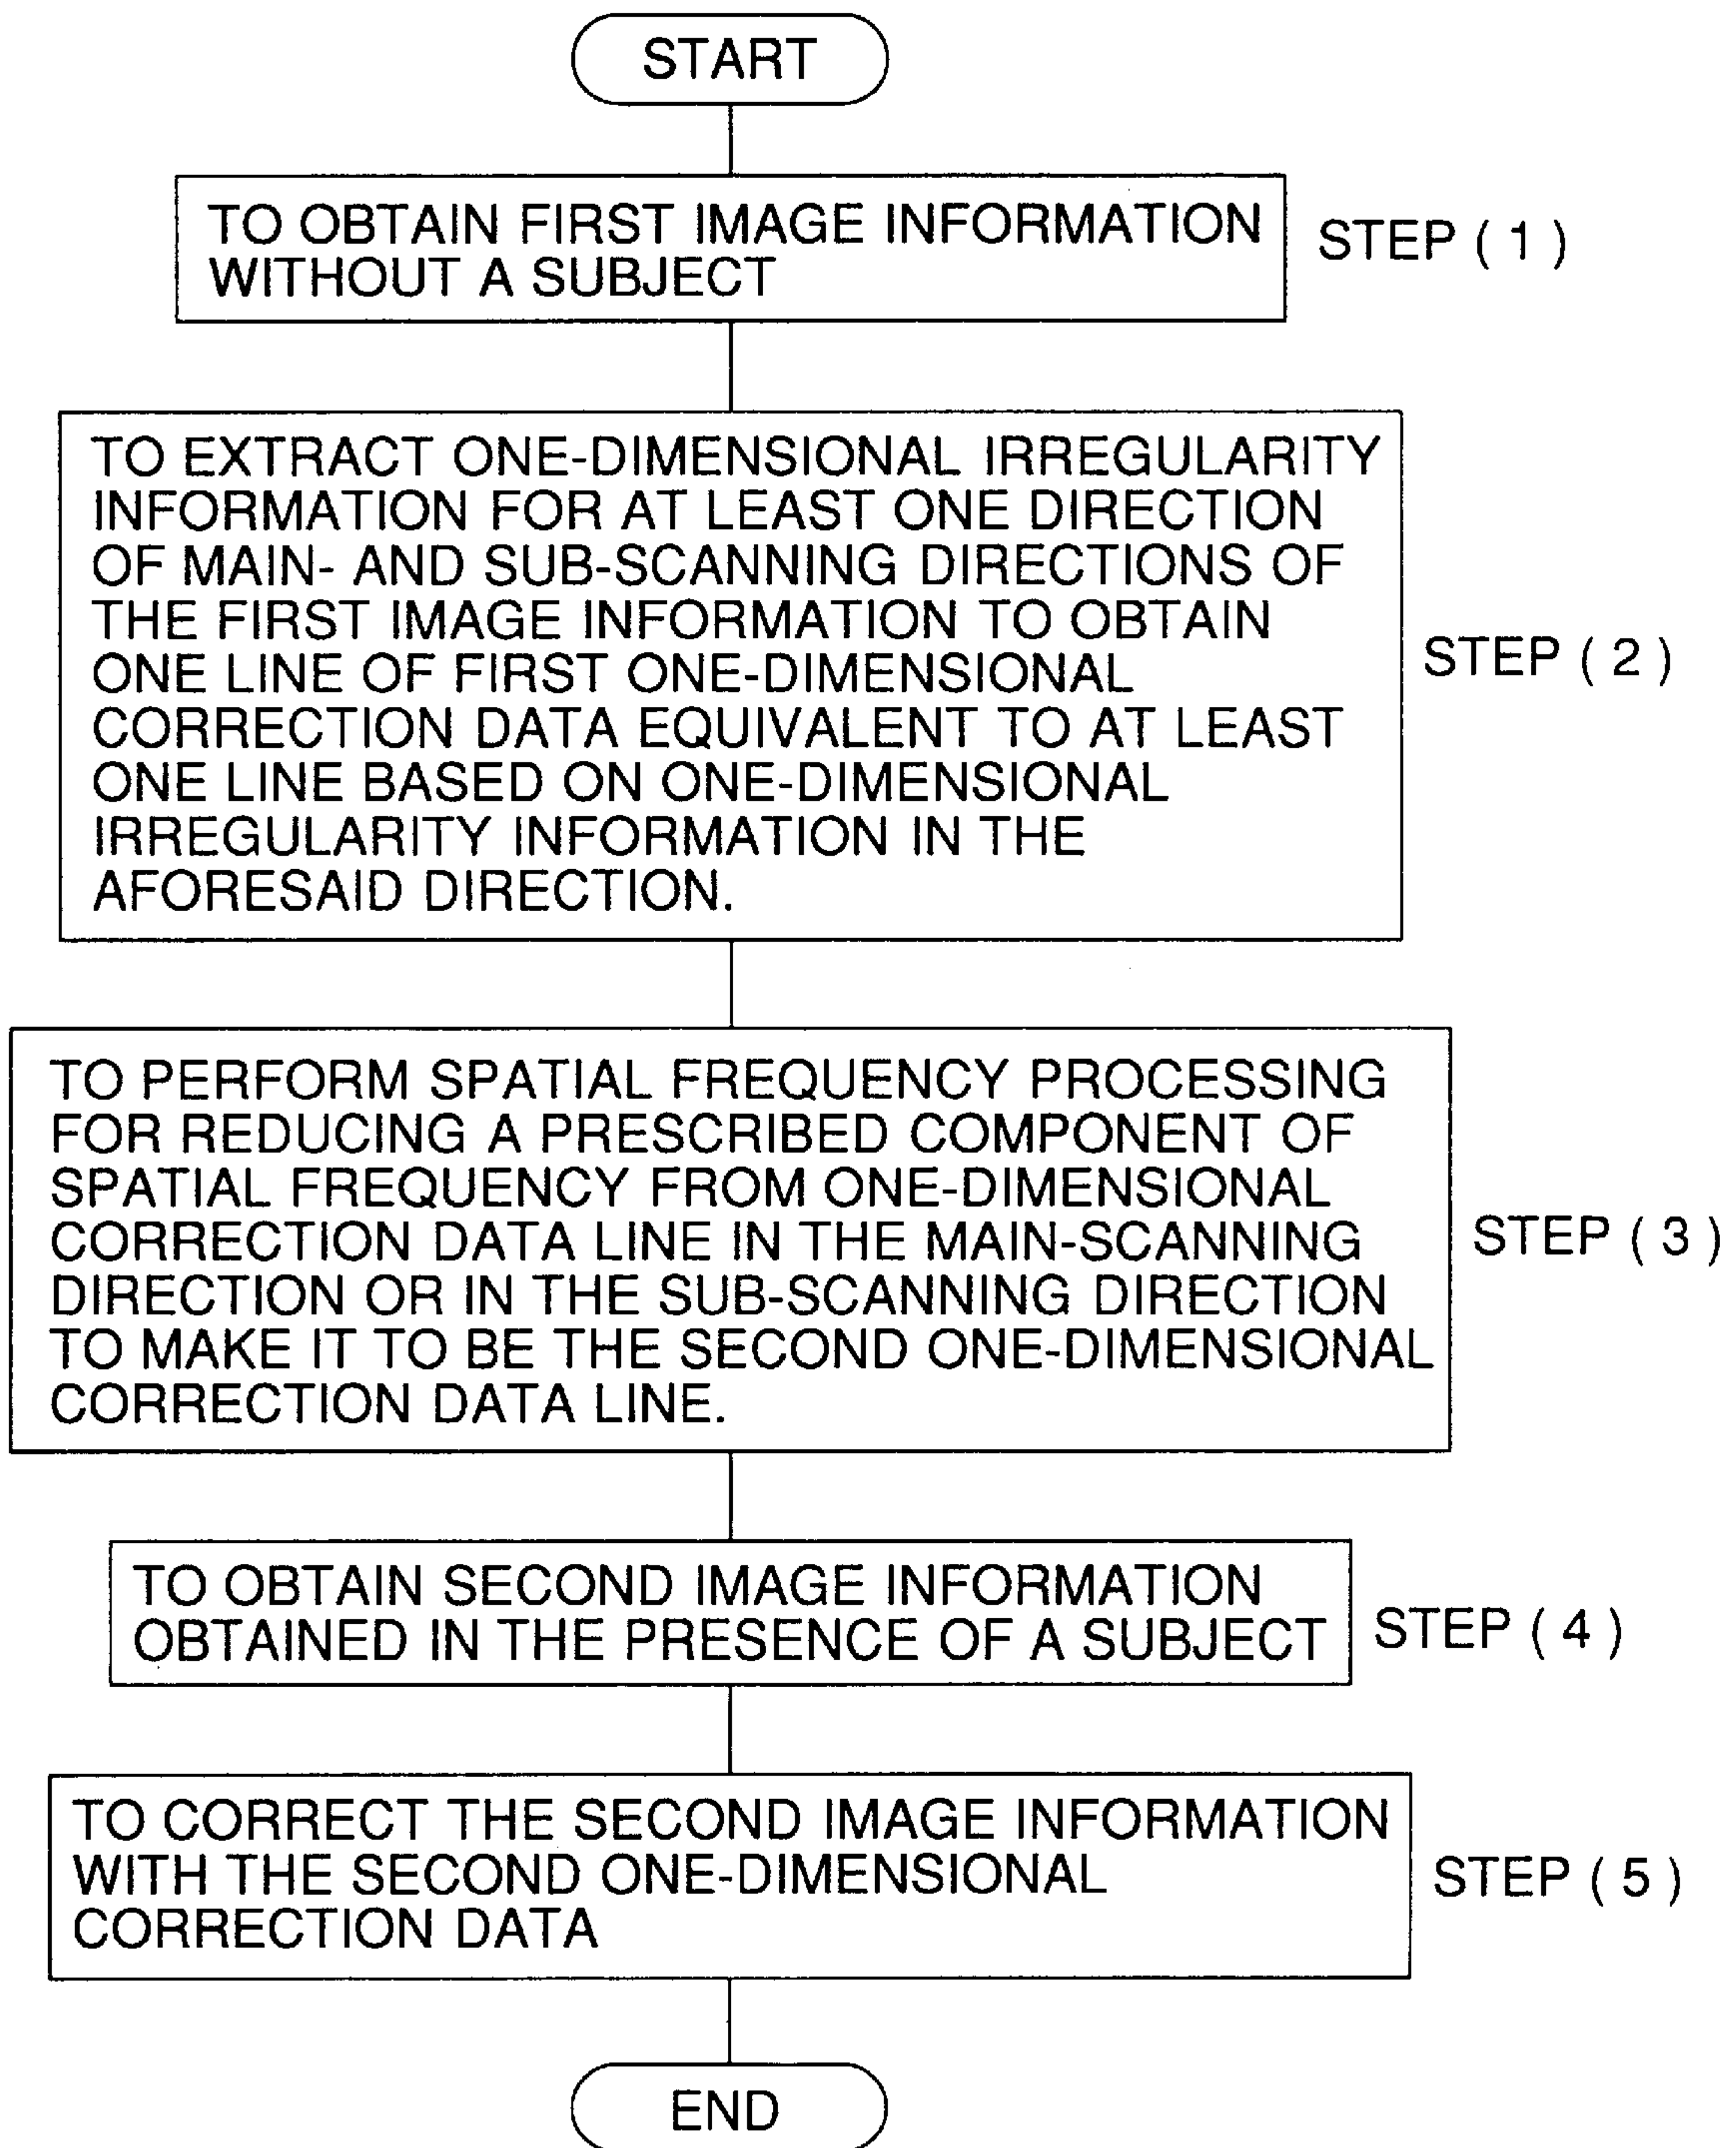 START
TO OBTAIN FIRST IMAGE INFORMATION
WITHOUT A SUBJECT
STEP ( 1 )
TO EXTRACT ONE-DIMENSIONAL IRREGULARITY
INFORMATION FOR AT LEAST ONE DIRECTION
OF MAIN- AND SUB-SCANNING DIRECTIONS OF
THE FIRST IMAGE INFORMATION TO OBTAIN
ONE LINE OF FIRST ONE-DIMENSIONAL
CORRECTION DATA EQUIVALENT TO AT LEAST
ONE LINE BASED ON ONE-DIMENSIONAL
IRREGULARITY INFORMATION IN THE
AFORESAID DIRECTION.
STEP ( 2 )
TO PERFORM SPATIAL FREQUENCY PROCESSING
FOR REDUCING A PRESCRIBED COMPONENT OF
SPATIAL FREQUENCY FROM ONE-DIMENSIONAL
CORRECTION DATA LINE IN THE MAIN-SCANNING
DIRECTION OR IN THE SUB-SCANNING DIRECTION
TO MAKE IT TO BE THE SECOND ONE-DIMENSIONAL
CORRECTION DATA LINE.
STEP ( 3 )
TO OBTAIN SECOND IMAGE INFORMATION
OBTAINED IN THE PRESENCE OF A SUBJECT
STEP ( 4 )
TO CORRECT THE SECOND IMAGE INFORMATION
WITH THE SECOND ONE-DIMENSIONAL
CORRECTION DATA
STEP ( 5 )
END